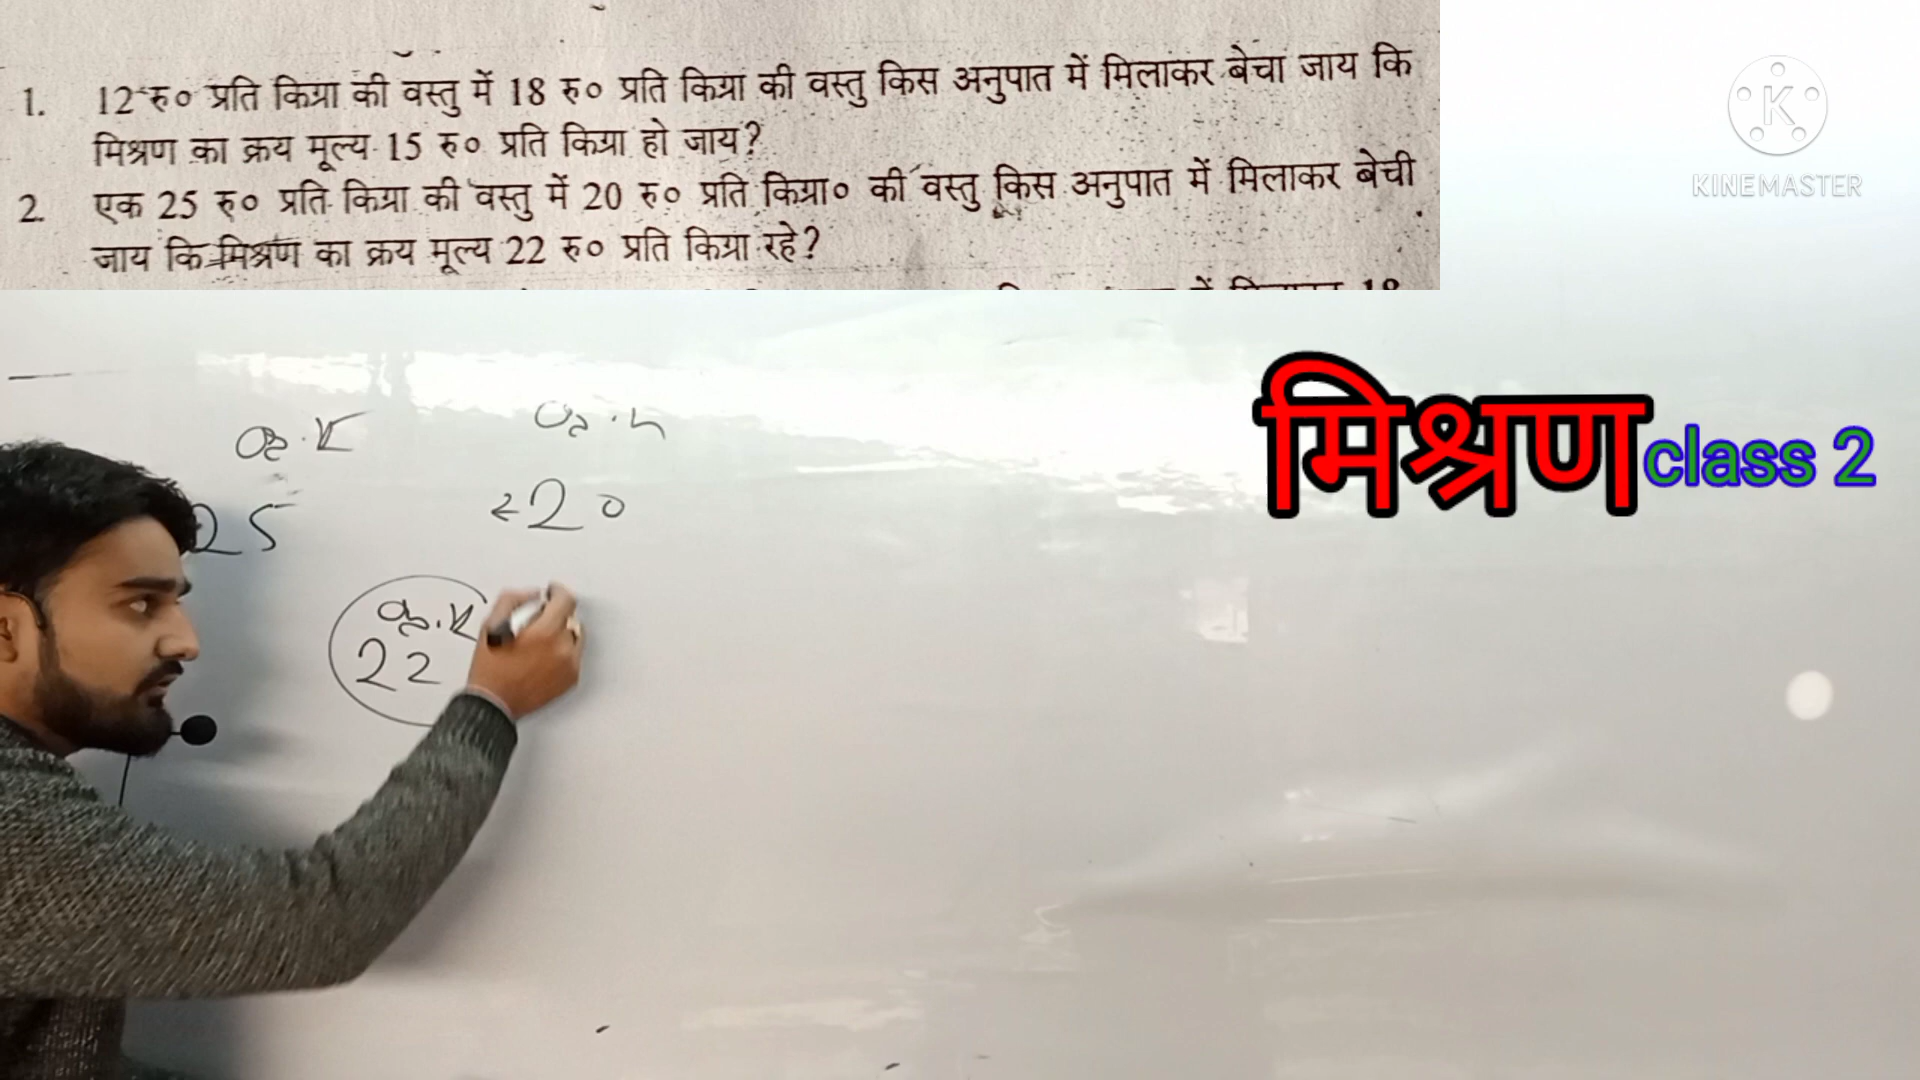 1. 12 रु० प्रति किग्रा की वस्तु में 18 रु० प्रति किग्रा की वस्तु किस अनुपात में मिलाकर बेचा जाय कि
मिश्रण का क्रय मूल्य 15 रु० प्रति किग्रा हो जाय?
2. एक 25 रु० प्रति किग्रा की वस्तु में 20 रु० प्रति किग्रा० की वस्तु किस अनुपात में मिलाकर बेची
जाय कि मिश्रण का क्रय मूल्य 22 रु० प्रति किग्रा रहे?
KINEMASTER
मिश्रण class 2
25 20
22